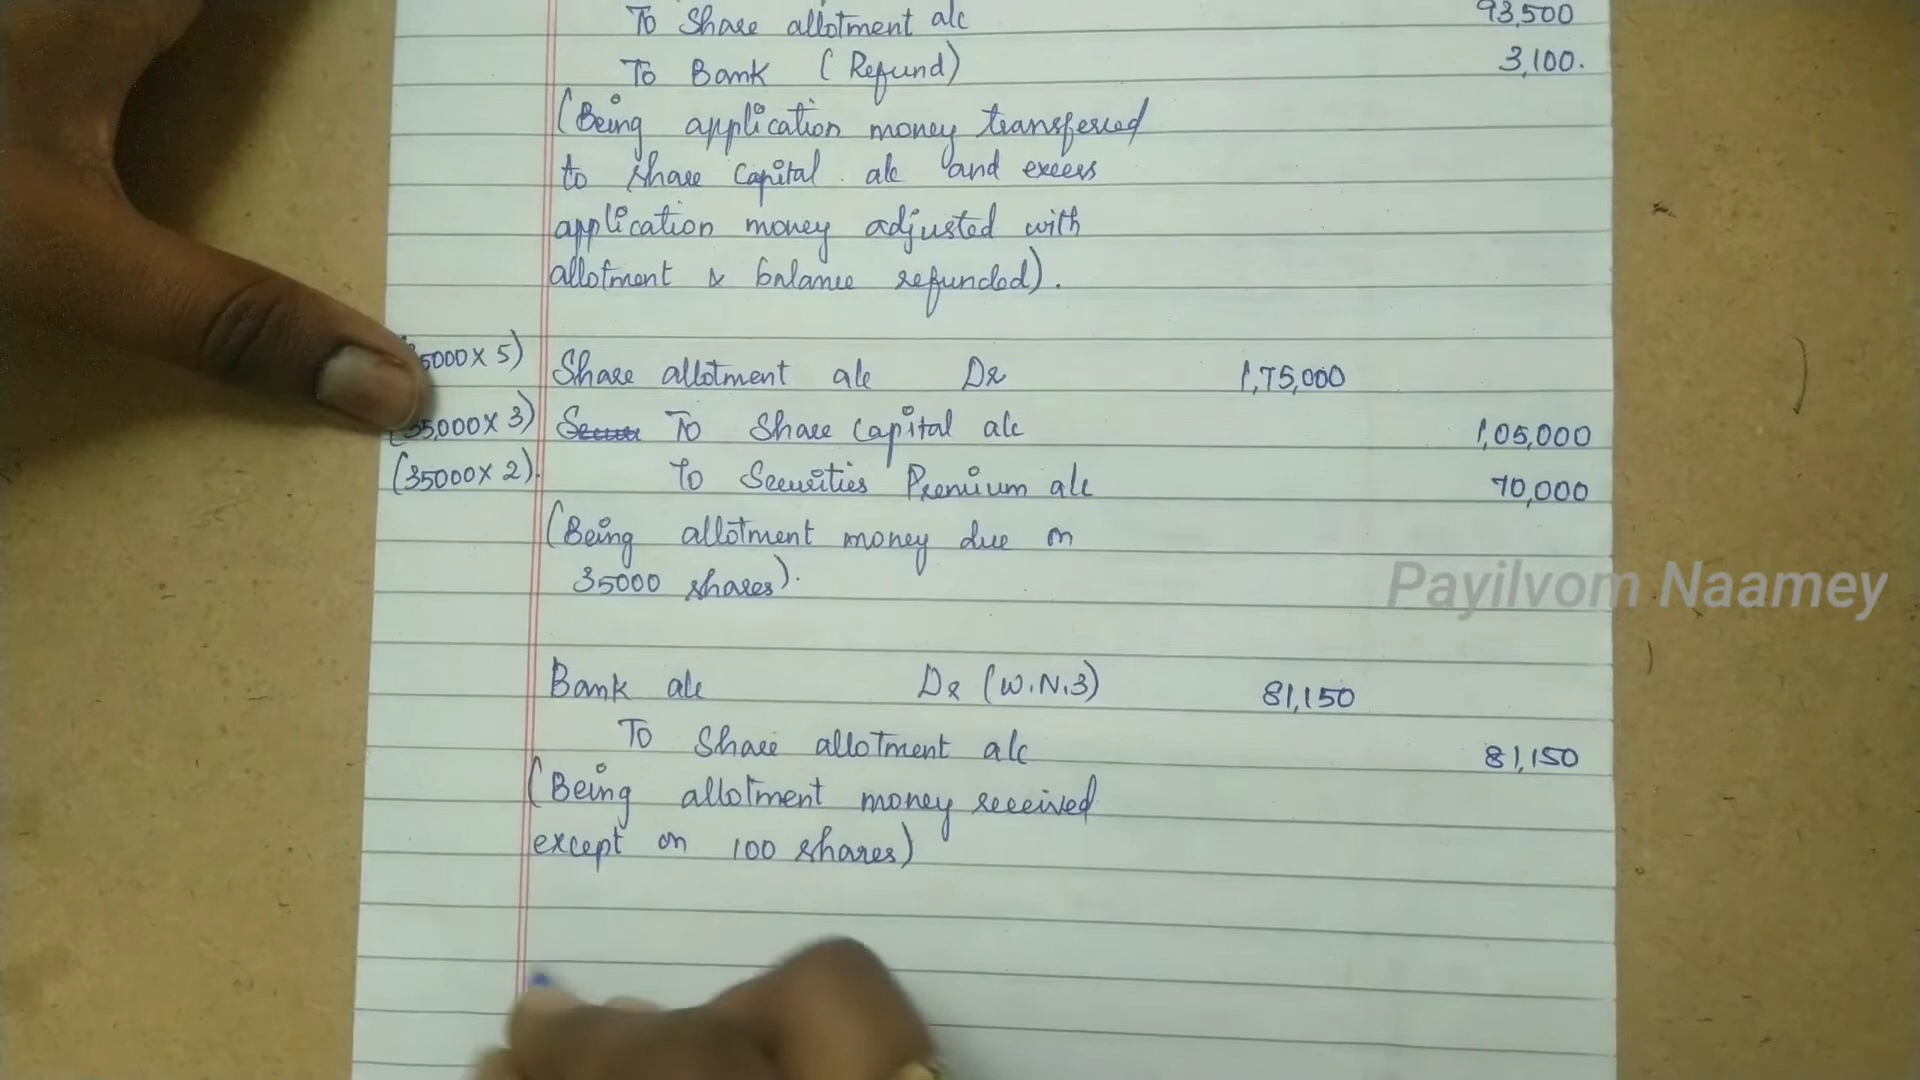 To Share allotment a/c 93,500
To Bank (Refund) 3,100.
(Being application money transferred
to share capital a/c and excess
application money adjusted with
allotment & balance refunded).
5000 X 5) Share allotment a/c Dr 1,75,000
(35,000 X 3) To Share Capital a/c 1,05,000
(35000 X 2). To Securities Premium a/c 70,000
(Being allotment money due on
35000 shares).
Payilvom Naamey
Bank a/c Dr (W.N.3) 81,150
To Share allotment a/c 81,150
(Being allotment money received
except on 100 shares)